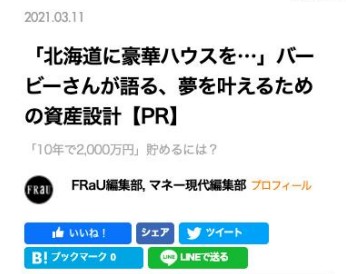 2021.03.11
「北海道に豪華ハウスを…」バー
ビーさんが語る、夢を叶えるため
の資産設計【PR】
「10年で2,000万円」貯めるには？
FRaU
FRaU編集部, マネー現代編集部 プロフィール
いいね！ シェア ツイート
B! ブックマーク 0 LINE LINEで送る